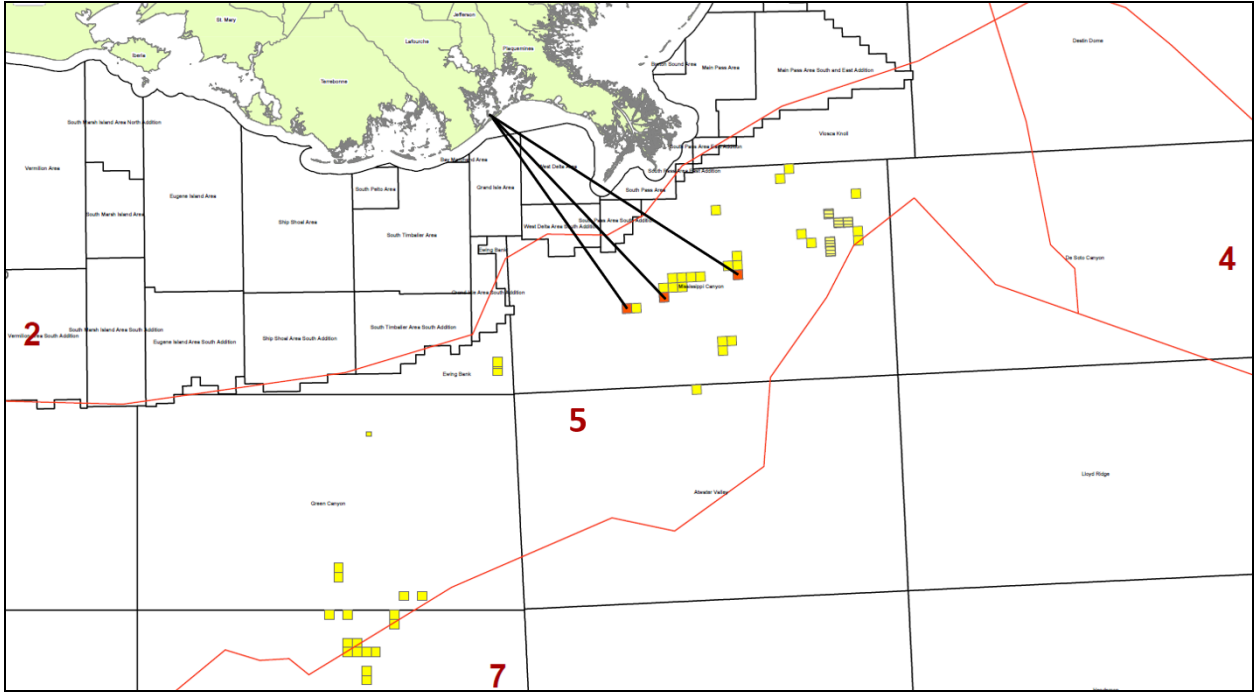 St. Mary
Jefferson
Lafourche
Iberia
Plaquemines
Terrebonne
Main Pass Area
Main Pass Area South and East Addition
Destin Dome
South Marsh Island Area North Addition
Viosca Knoll
Vermilion Area
Bay Marchand Area
West Delta Area
South Pass Area East Addition
Eugene Island Area
South Pelto Area
Grand Isle Area
South Pass Area
South Marsh Island Area
Ship Shoal Area
South Timbalier Area
West Delta Area South Addition
South Pass Area South Addition
Ewing Bank
De Soto Canyon
4
Mississippi Canyon
Grand Isle Area South Addition
2
Vermilion Area South Addition
South Marsh Island Area South Addition
Eugene Island Area South Addition
Ship Shoal Area South Addition
South Timbalier Area South Addition
Ewing Bank
5
Lloyd Ridge
Green Canyon
Atwater Valley
7